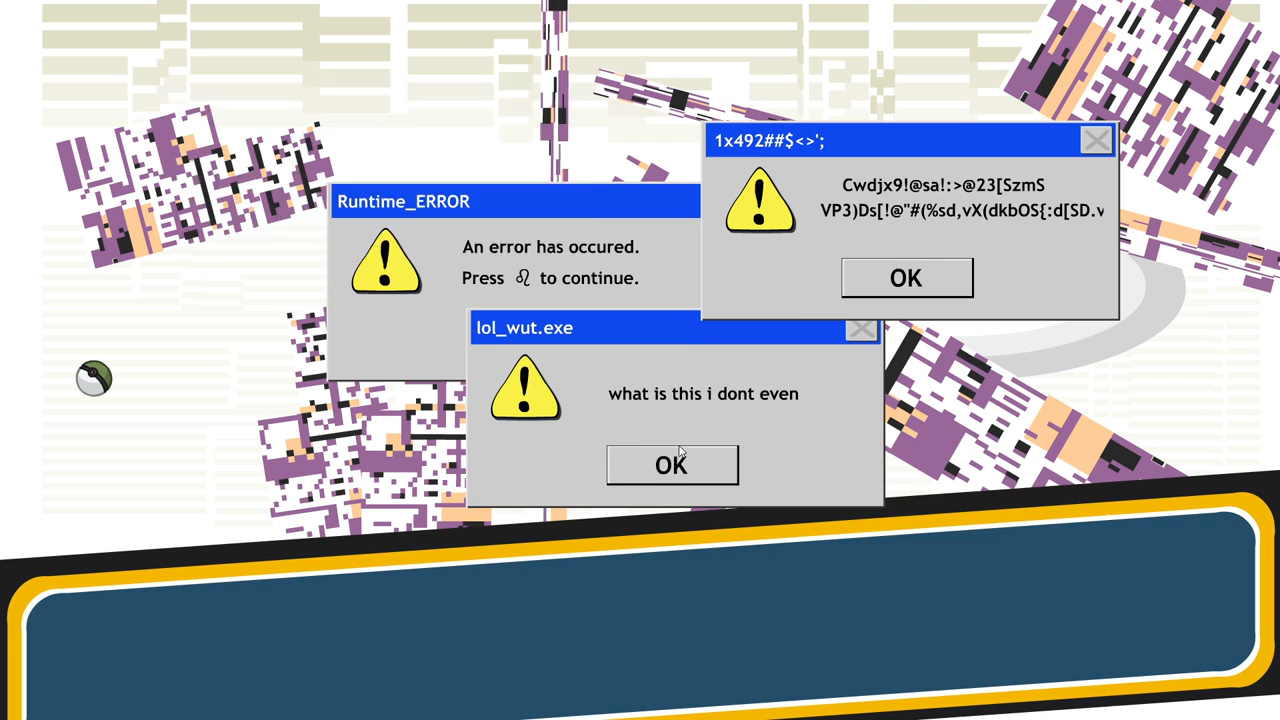 1x492##$<>';
Cwdjx9!@sa!:>@23[SzmS
VP3)Ds[!@"#(%sd,vX(dkbOS{:d[SD.v
OK
Runtime_ERROR
An error has occured.
Press ♌ to continue.
lol_wut.exe
what is this i dont even
OK